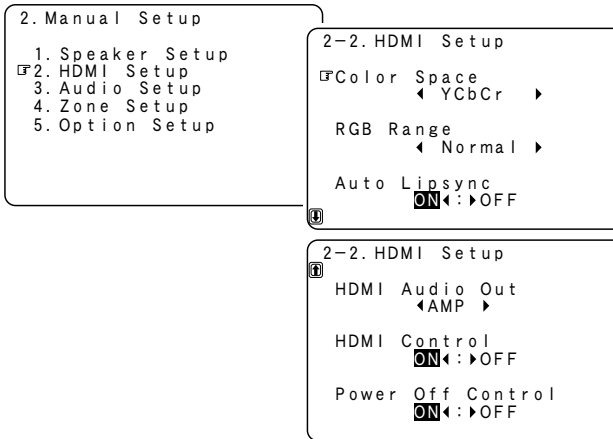 2.Manual Setup
1.Speaker Setup
☞2.HDMI Setup
3.Audio Setup
4.Zone Setup
5.Option Setup
2-2.HDMI Setup
☞Color Space
◀ YCbCr ▶
RGB Range
◀ Normal ▶
Auto Lipsync
ON◀:▶OFF
2-2.HDMI Setup
HDMI Audio Out
◀AMP ▶
HDMI Control
ON◀:▶OFF
Power Off Control
ON◀:▶OFF